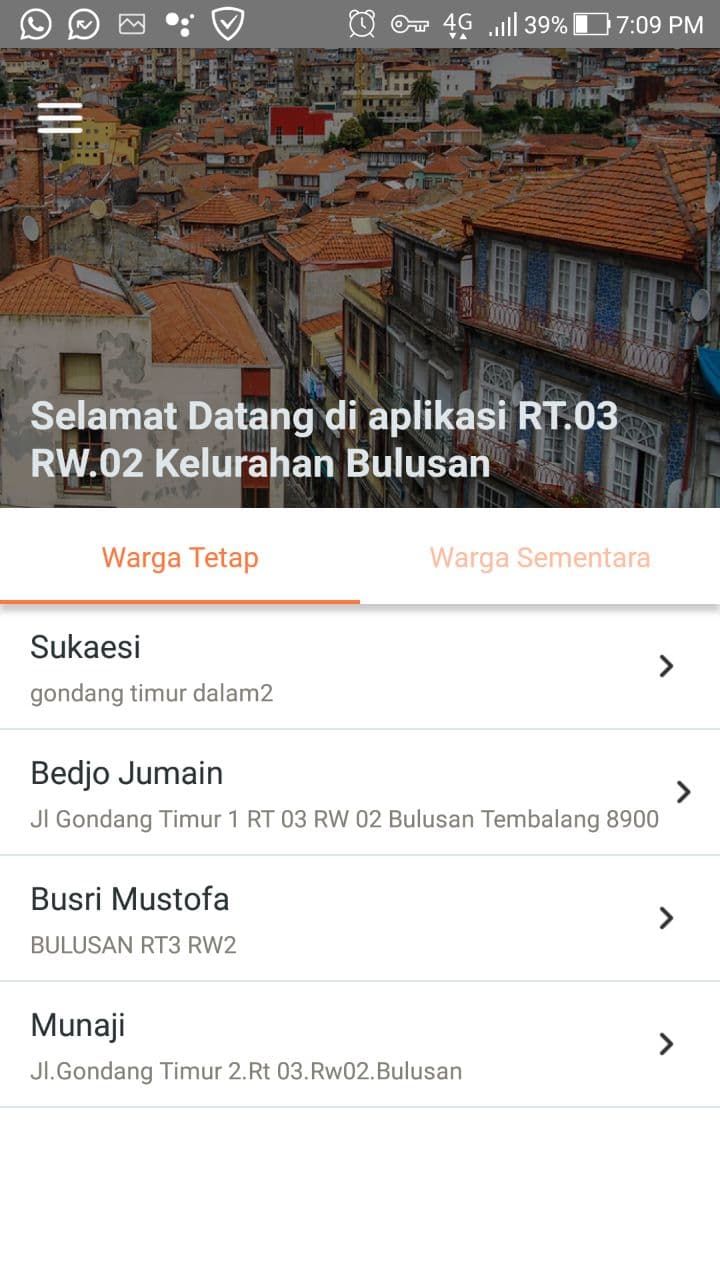 4G 39% 7:09 PM
Selamat Datang di aplikasi RT.03
RW.02 Kelurahan Bulusan
Warga Tetap Warga Sementara
Sukaesi
gondang timur dalam2
Bedjo Jumain
Jl Gondang Timur 1 RT 03 RW 02 Bulusan Tembalang 8900
Busri Mustofa
BULUSAN RT3 RW2
Munaji
Jl.Gondang Timur 2.Rt 03.Rw02.Bulusan